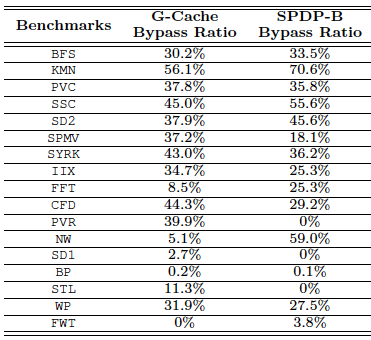 Benchmarks G-Cache Bypass Ratio SPDP-B Bypass Ratio
BFS 30.2% 33.5%
KMN 56.1% 70.6%
PVC 37.8% 35.8%
SSC 45.0% 55.6%
SD2 37.9% 45.6%
SPMV 37.2% 18.1%
SYRK 43.0% 36.2%
IIX 34.7% 25.3%
FFT 8.5% 25.3%
CFD 44.3% 29.2%
PVR 39.9% 0%
NW 5.1% 59.0%
SD1 2.7% 0%
BP 0.2% 0.1%
STL 11.3% 0%
WP 31.9% 27.5%
FWT 0% 3.8%